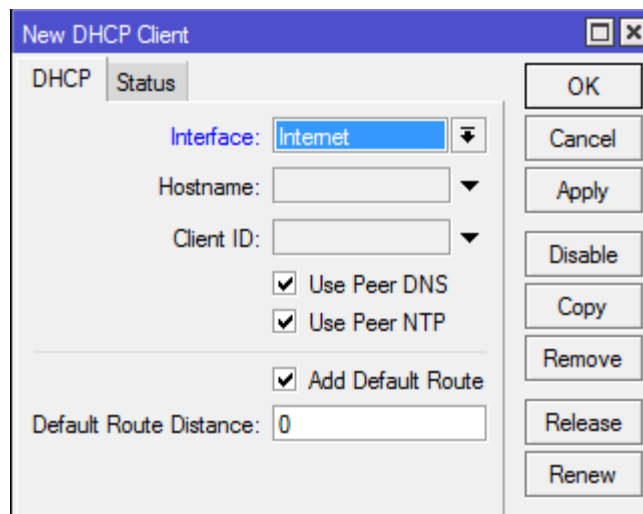 New DHCP Client
DHCP
Status
Interface: Internet
Hostname:
Client ID:
Use Peer DNS
Use Peer NTP
Add Default Route
Default Route Distance: 0
OK
Cancel
Apply
Disable
Copy
Remove
Release
Renew